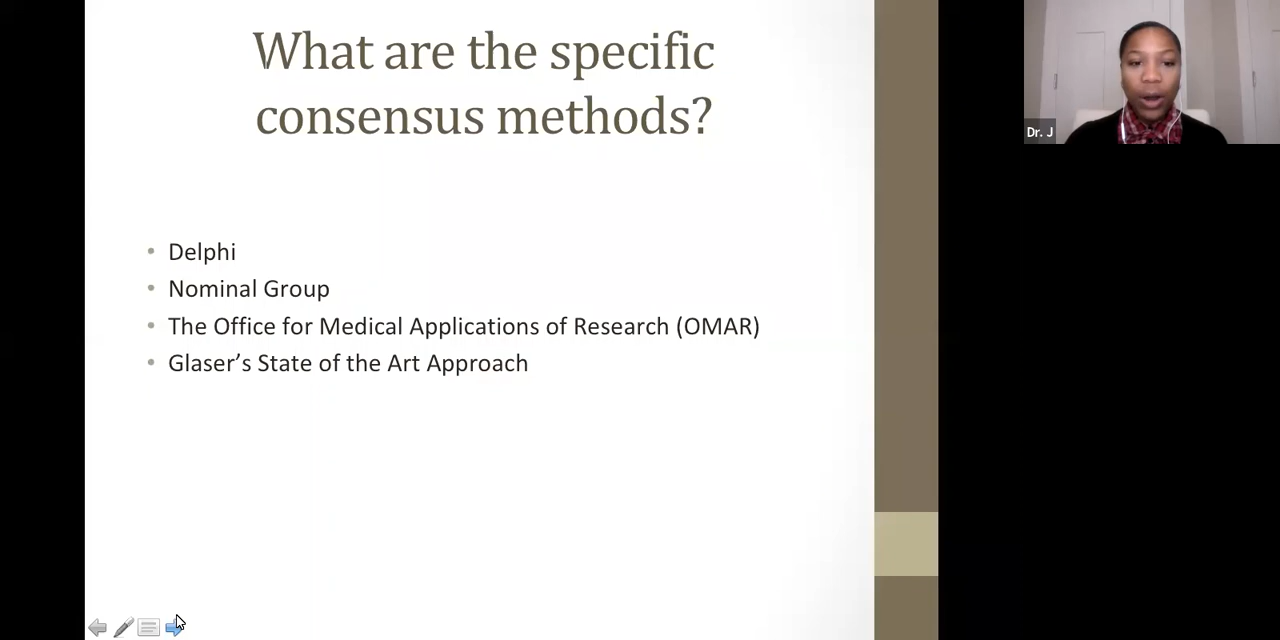 What are the specific
consensus methods?
• Delphi
• Nominal Group
• The Office for Medical Applications of Research (OMAR)
• Glaser’s State of the Art Approach
Dr. J